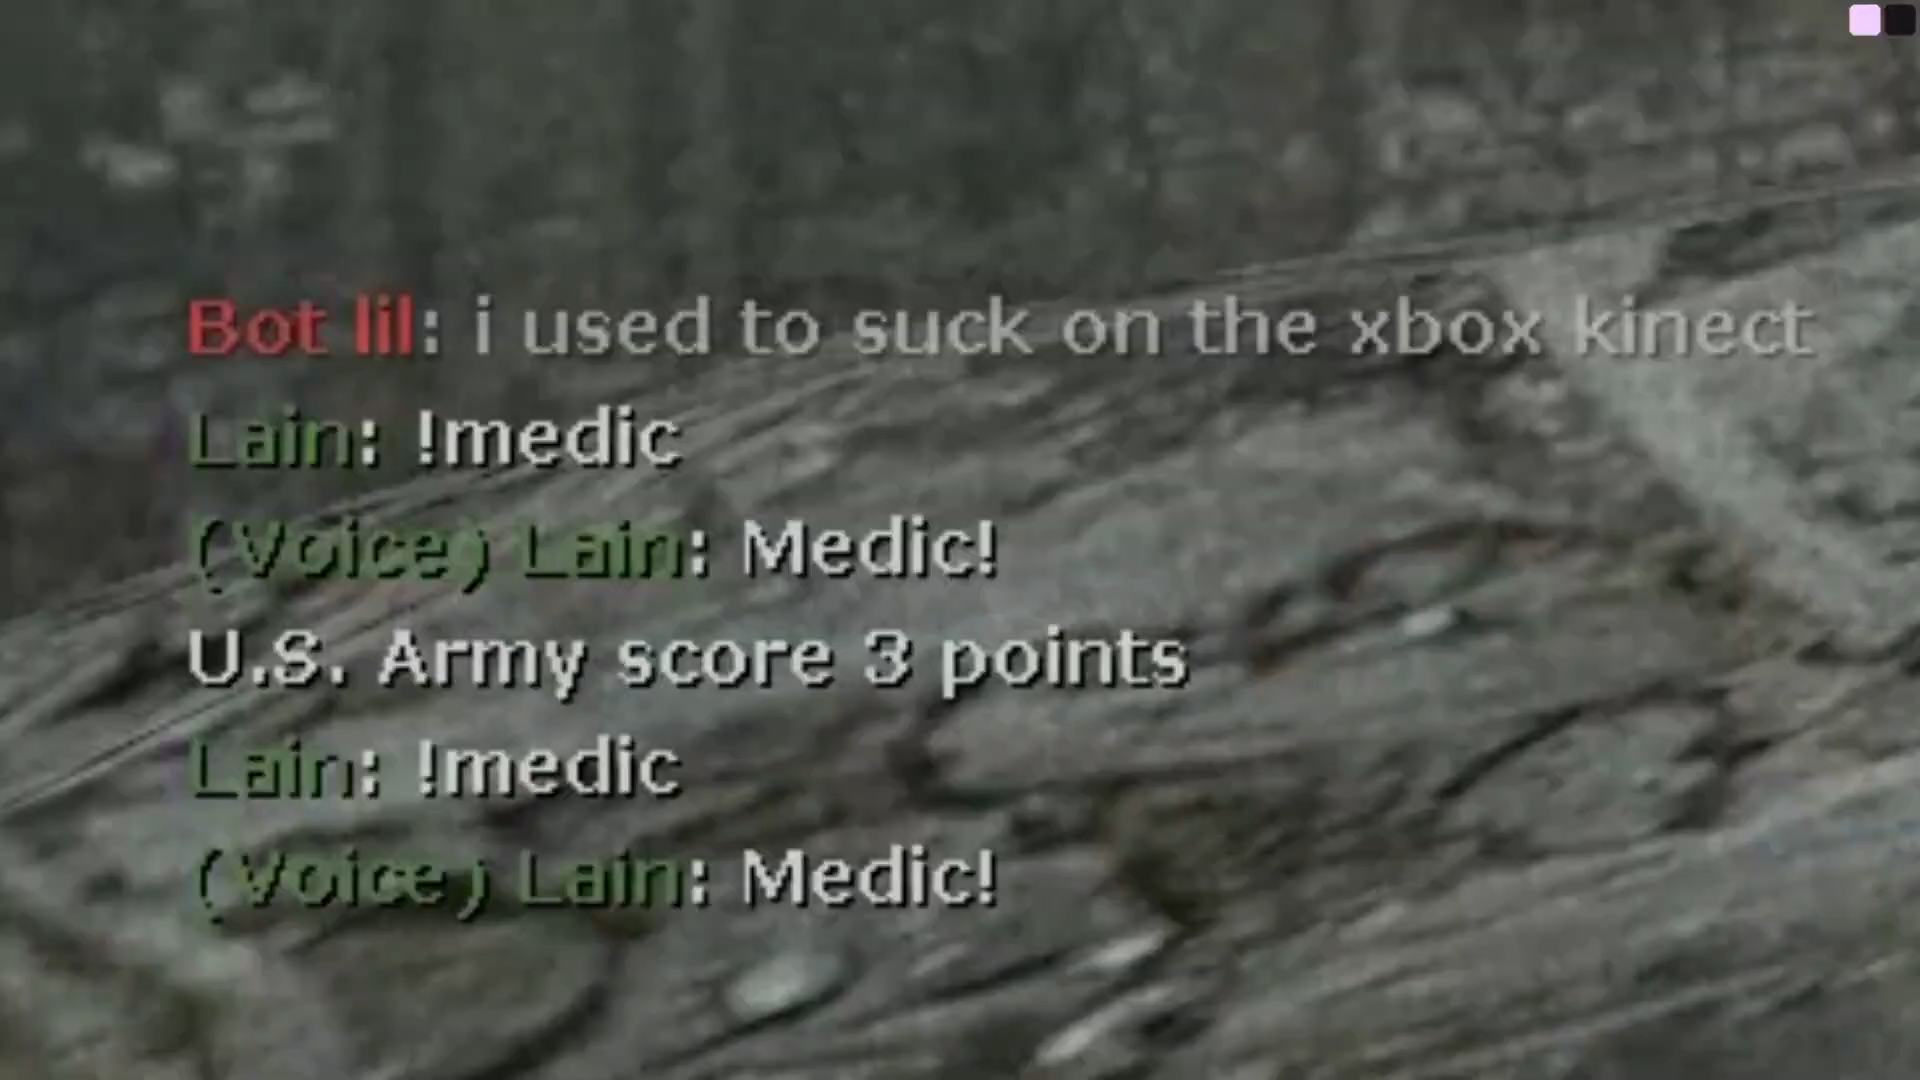 Bot lil: i used to suck on the xbox kinect
Lain: !medic
(Voice) Lain: Medic!
U.S. Army score 3 points
Lain: !medic
(Voice) Lain: Medic!